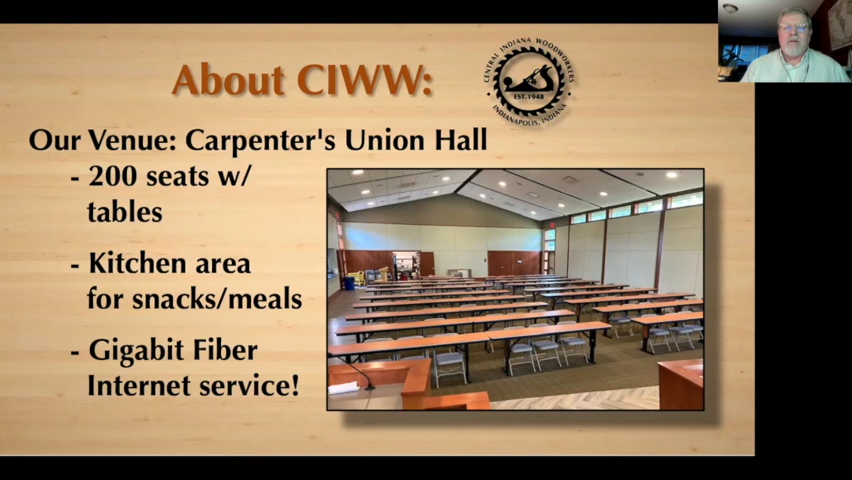 About CIWW:
CENTRAL INDIANA WOODWORKERS
EST. 1948
INDIANAPOLIS, INDIANA
Our Venue: Carpenter's Union Hall
- 200 seats w/
tables
- Kitchen area
for snacks/meals
- Gigabit Fiber
Internet service!